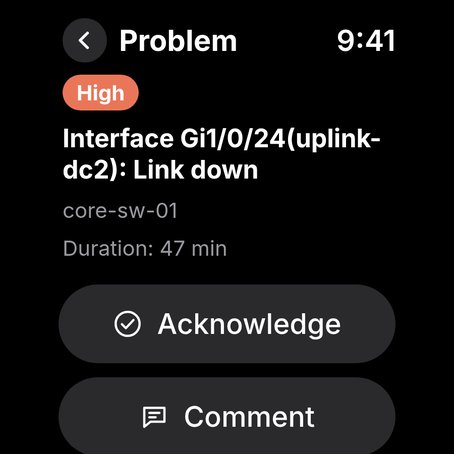 Problem 9:41
High
Interface Gi1/0/24(uplink-
dc2): Link down
core-sw-01
Duration: 47 min
Acknowledge
Comment